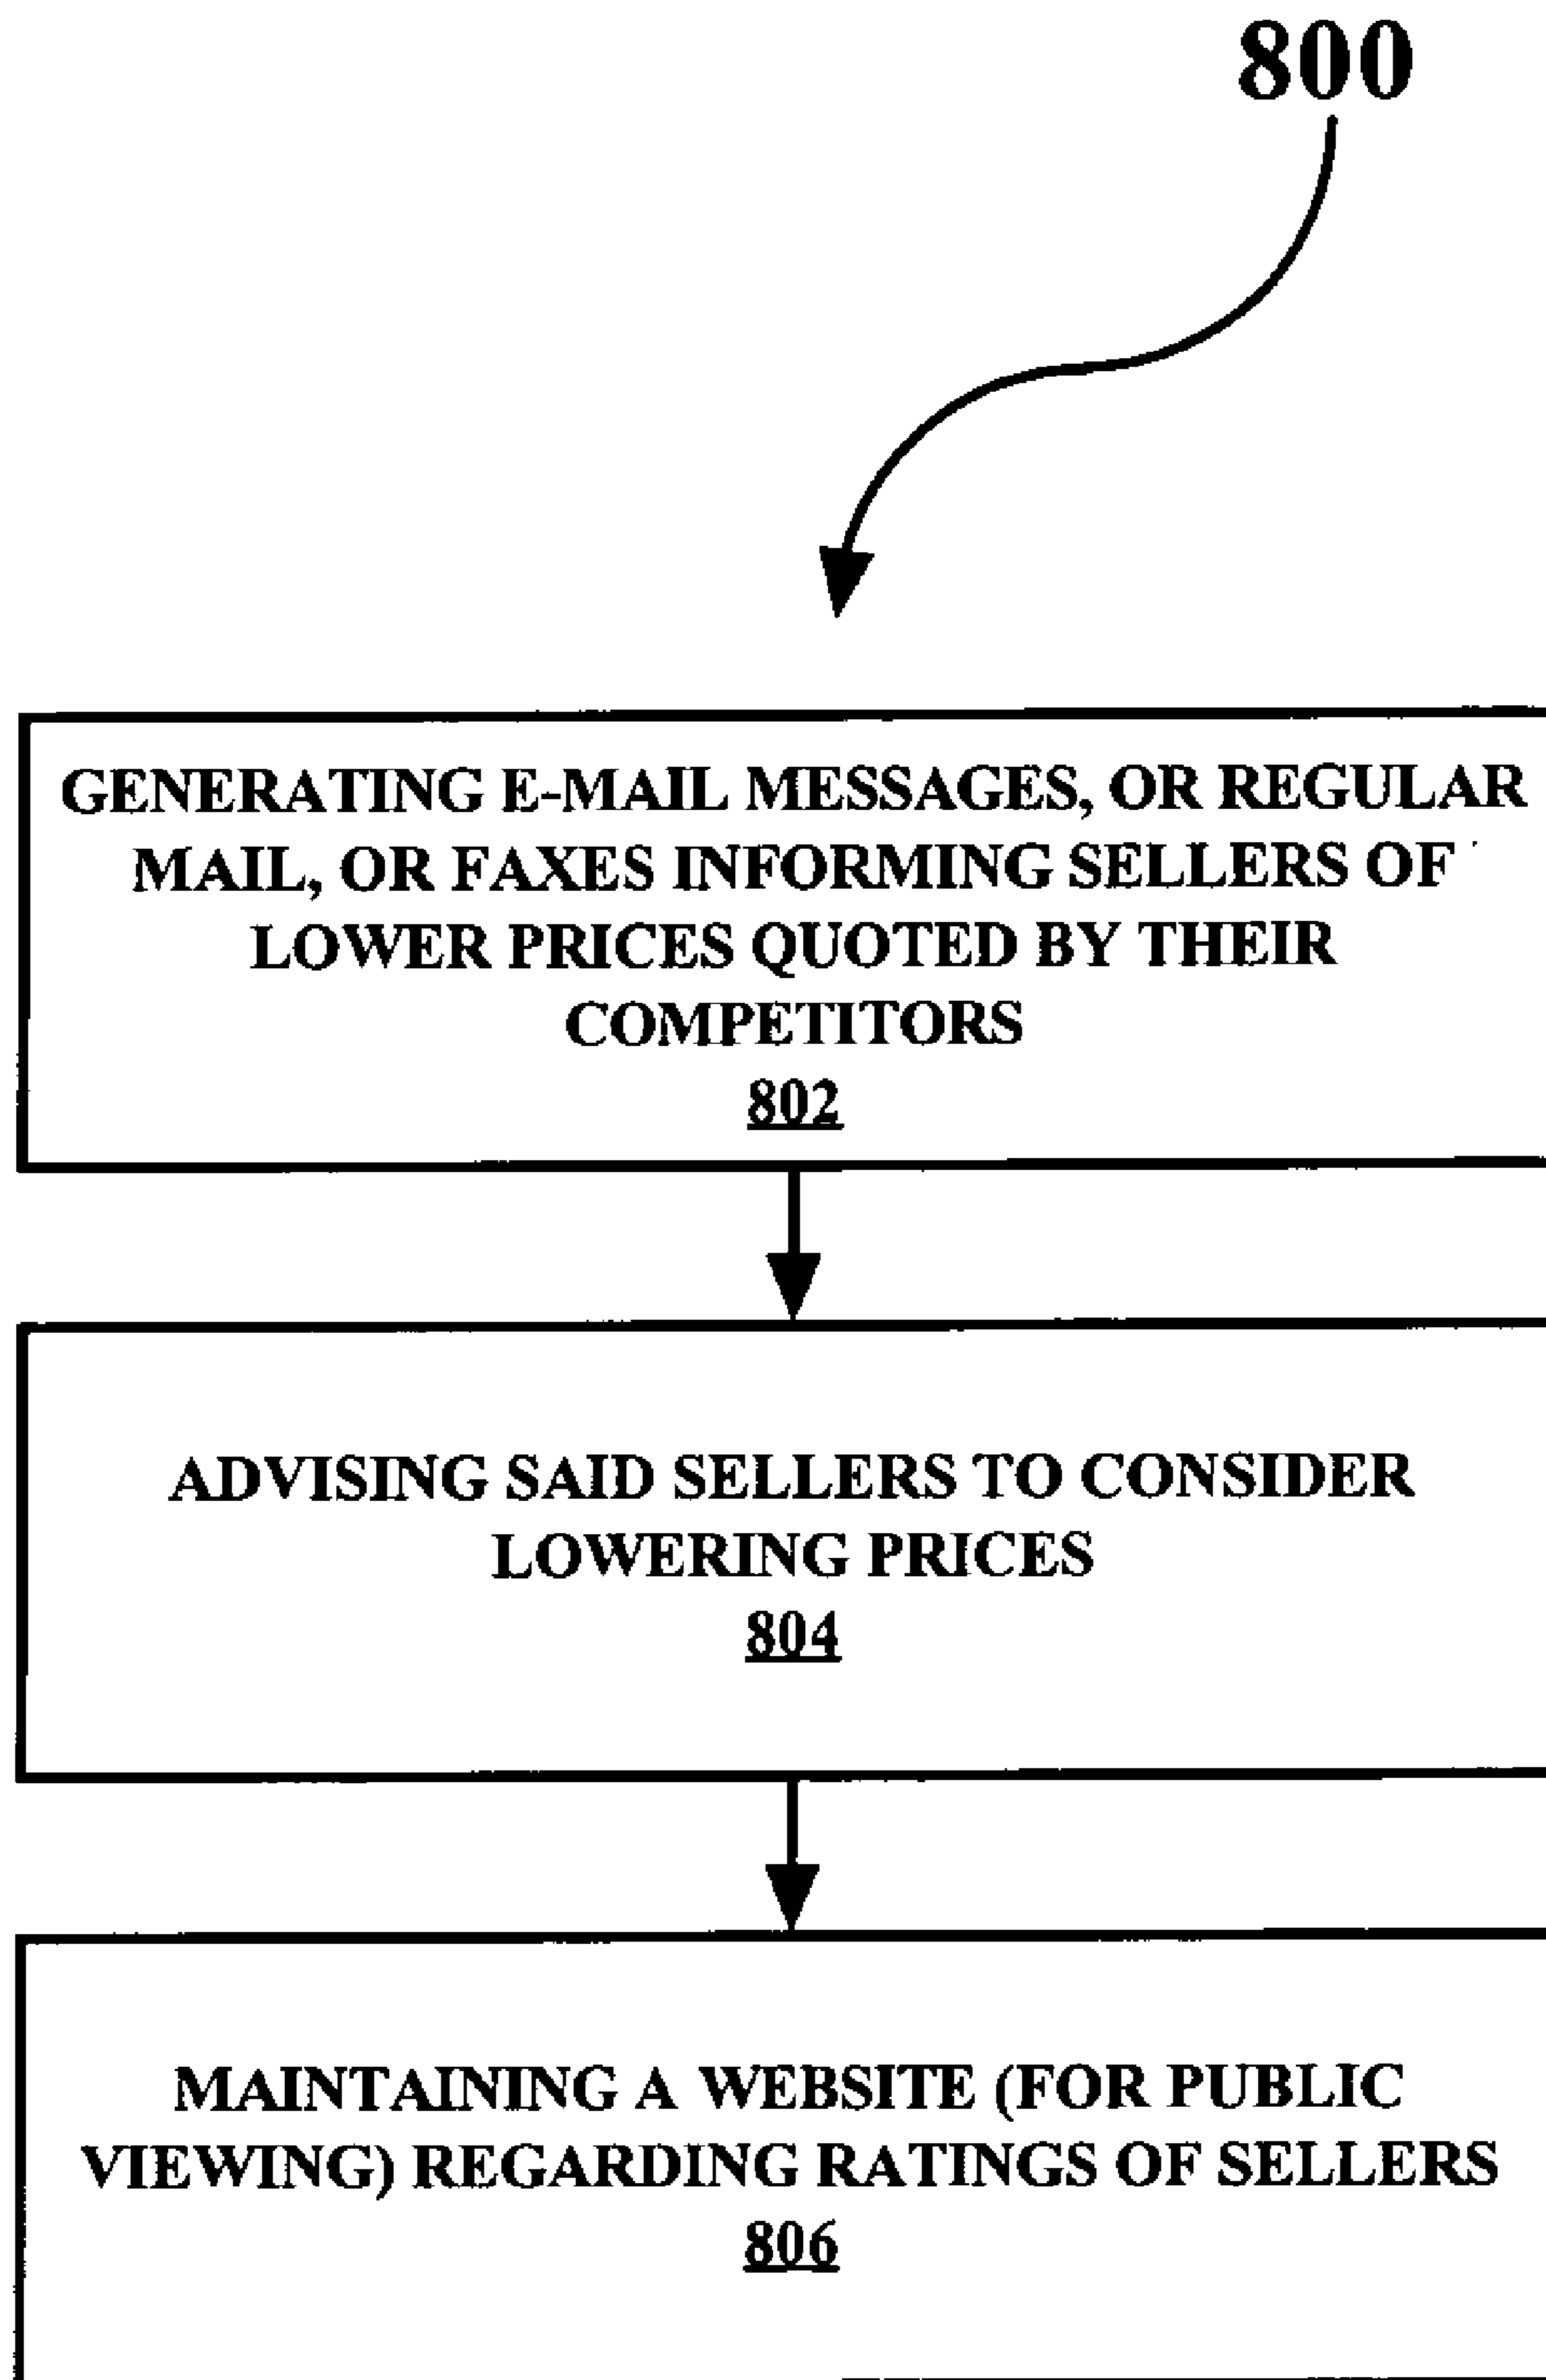 800
GENERATING E-MAIL MESSAGES, OR REGULAR
MAIL, OR FAXES INFORMING SELLERS OF
LOWER PRICES QUOTED BY THEIR
COMPETITORS
802
ADVISING SAID SELLERS TO CONSIDER
LOWERING PRICES
804
MAINTAINING A WEBSITE (FOR PUBLIC
VIEWING) REGARDING RATINGS OF SELLERS
806